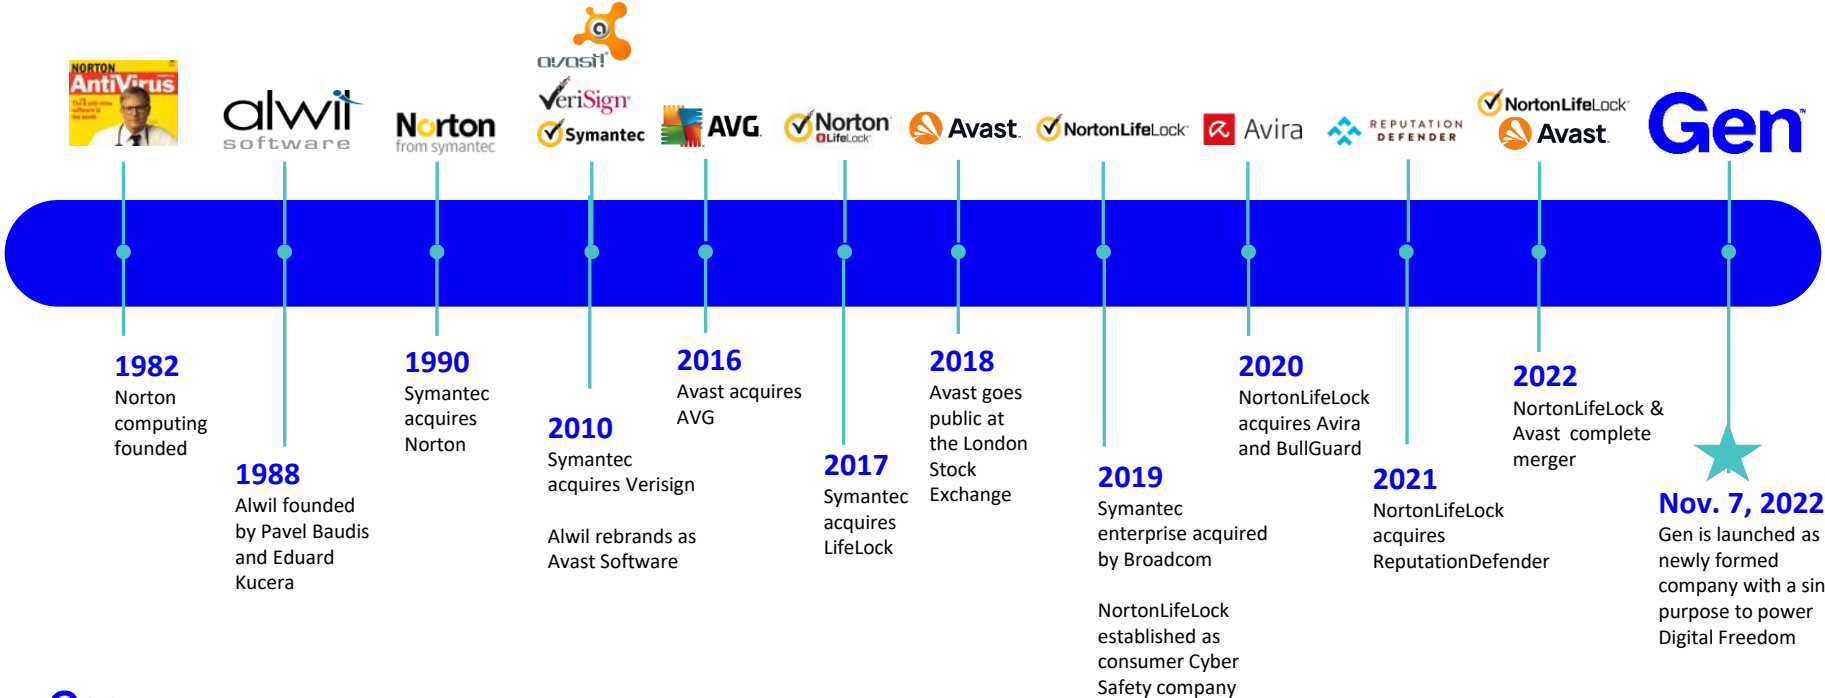 NORTON
AntiVirus
alwil
software
Norton
from symantec
avast!
VeriSign
Symantec
AVG
Norton
LifeLock
Avast
NortonLifeLock
Avira
REPUTATION
DEFENDER
NortonLifeLock
Avast
Gen™
1982
Norton
computing
founded
1988
Alwil founded
by Pavel Baudis
and Eduard
Kucera
1990
Symantec
acquires
Norton
2010
Symantec
acquires Verisign
Alwil rebrands as
Avast Software
2016
Avast acquires
AVG
2017
Symantec
acquires
LifeLock
2018
Avast goes
public at
the London
Stock
Exchange
2019
Symantec
enterprise acquired
by Broadcom
NortonLifeLock
established as
consumer Cyber
Safety company
2020
NortonLifeLock
acquires Avira
and BullGuard
2021
NortonLifeLock
acquires
ReputationDefender
2022
NortonLifeLock &
Avast complete
merger
Nov. 7, 2022
Gen is launched as
newly formed
company with a sin
purpose to power
Digital Freedom